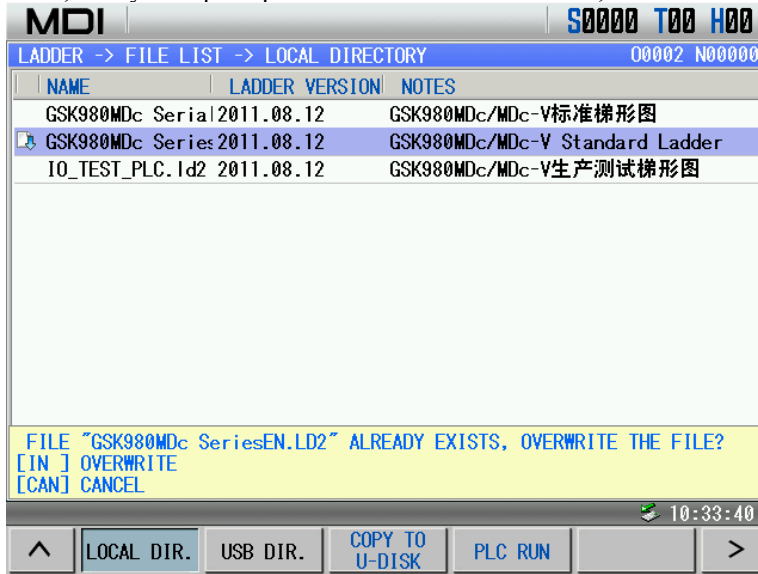 MDI S0000 T00 H00
LADDER -> FILE LIST -> LOCAL DIRECTORY O0002 N00000
NAME LADDER VERSION NOTES
GSK980MDc Serial 2011.08.12 GSK980MDc/MDc-V标准梯形图
GSK980MDc Series 2011.08.12 GSK980MDc/MDc-V Standard Ladder
IO_TEST_PLC.ld2 2011.08.12 GSK980MDc/MDc-V生产测试梯形图
FILE "GSK980MDc SeriesEN.LD2" ALREADY EXISTS, OVERWRITE THE FILE?
[IN ] OVERWRITE
[CAN] CANCEL
10:33:40
^ LOCAL DIR. USB DIR. COPY TO U-DISK PLC RUN >